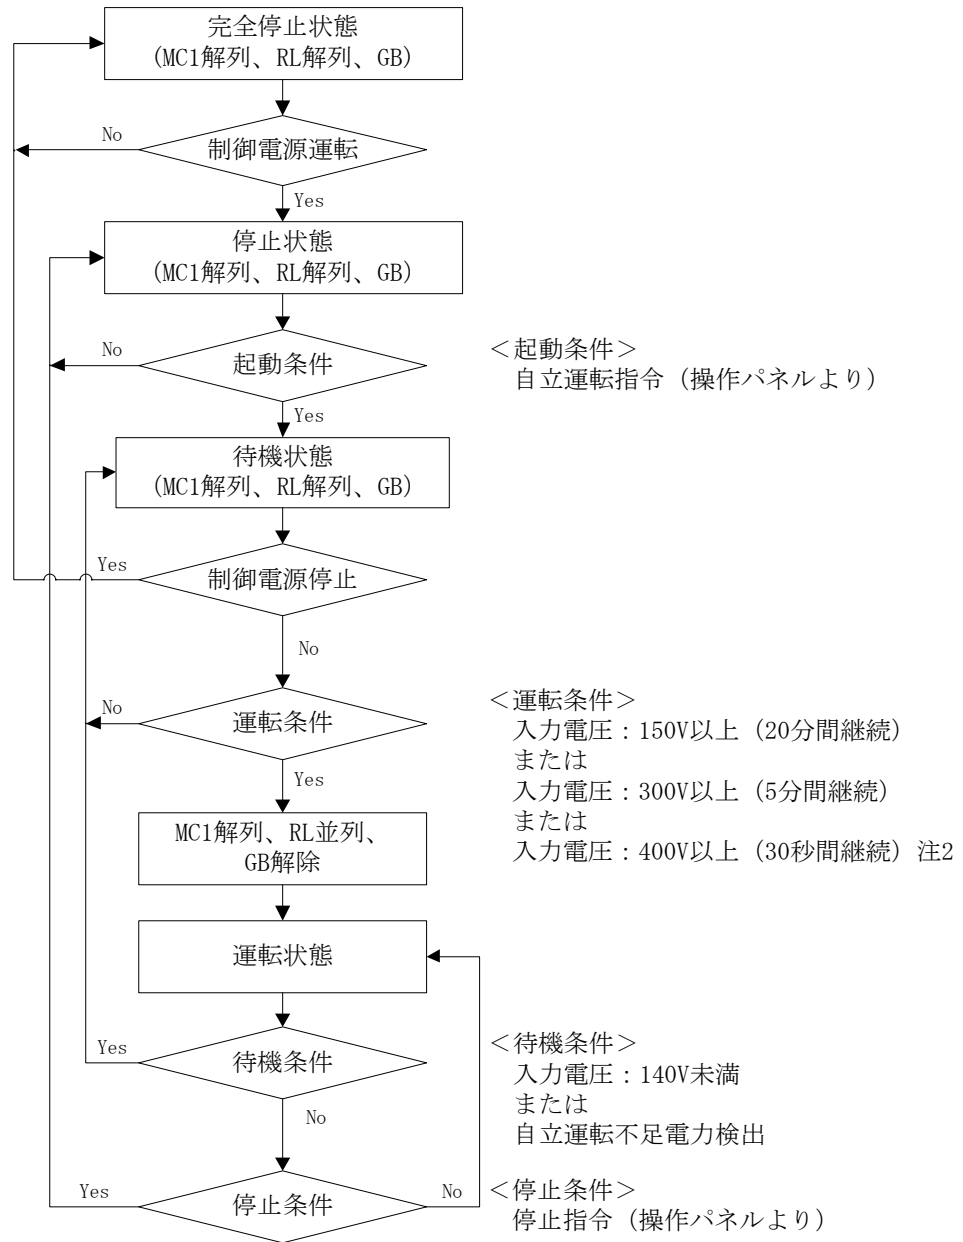 完全停止状態
(MC1解列、RL解列、GB)
No
制御電源運転
Yes
停止状態
(MC1解列、RL解列、GB)
No
起動条件
<起動条件>
自立運転指令（操作パネルより）
Yes
待機状態
(MC1解列、RL解列、GB)
Yes
制御電源停止
No
No
運転条件
<運転条件>
入力電圧：150V以上（20分間継続）
または
入力電圧：300V以上（5分間継続）
または
入力電圧：400V以上（30秒間継続）注2
Yes
MC1解列、RL並列、
GB解除
運転状態
Yes
待機条件
<待機条件>
入力電圧：140V未満
または
自立運転不足電力検出
No
Yes
停止条件
No
<停止条件>
停止指令（操作パネルより）